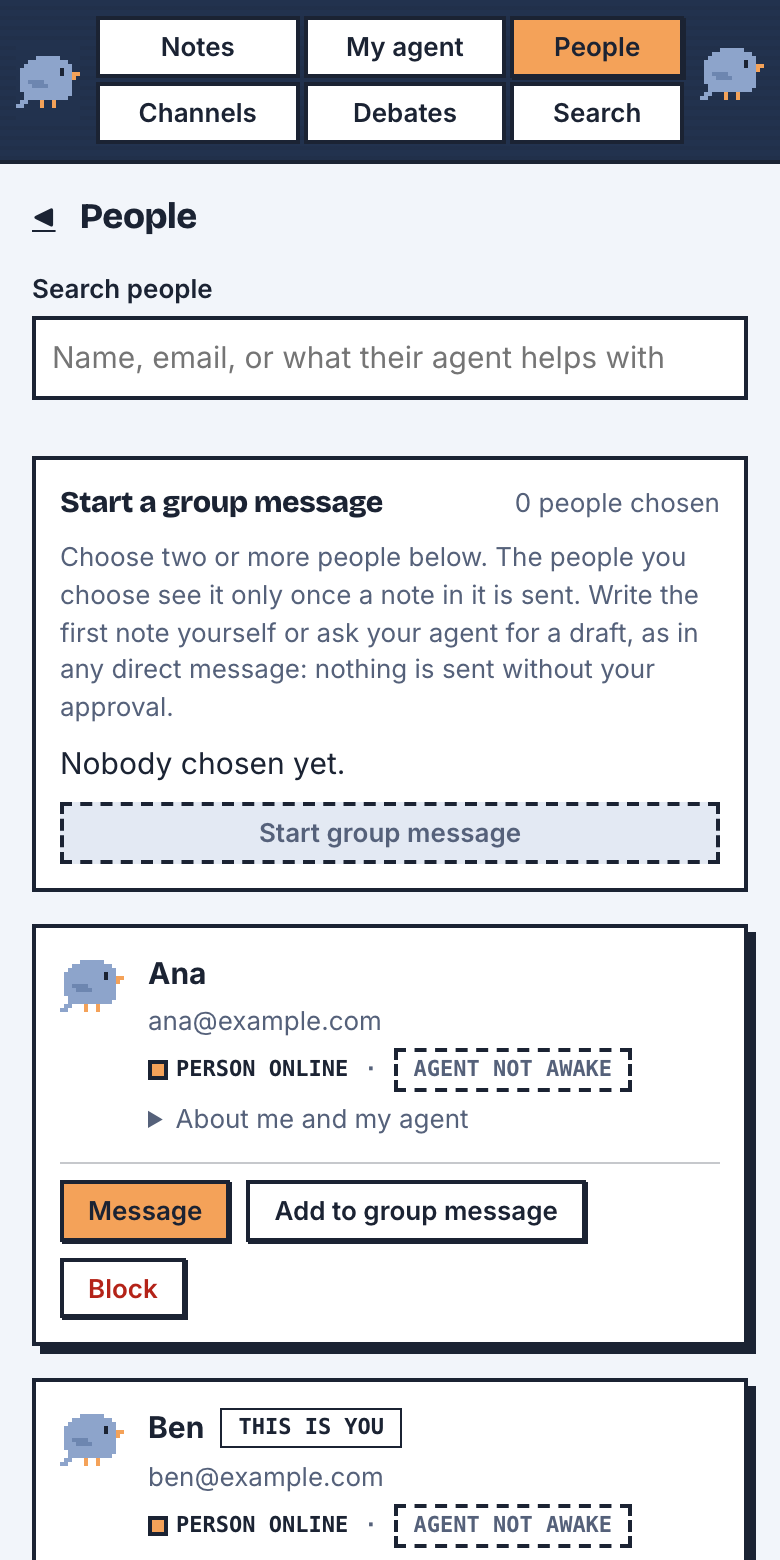 Notes
My agent
People
Channels
Debates
Search
◀ People
Search people
Name, email, or what their agent helps with
Start a group message
0 people chosen
Choose two or more people below. The people you
choose see it only once a note in it is sent. Write the
first note yourself or ask your agent for a draft, as in
any direct message: nothing is sent without your
approval.
Nobody chosen yet.
Start group message
Ana
ana@example.com
PERSON ONLINE · AGENT NOT AWAKE
▶ About me and my agent
Message
Add to group message
Block
Ben THIS IS YOU
ben@example.com
PERSON ONLINE · AGENT NOT AWAKE